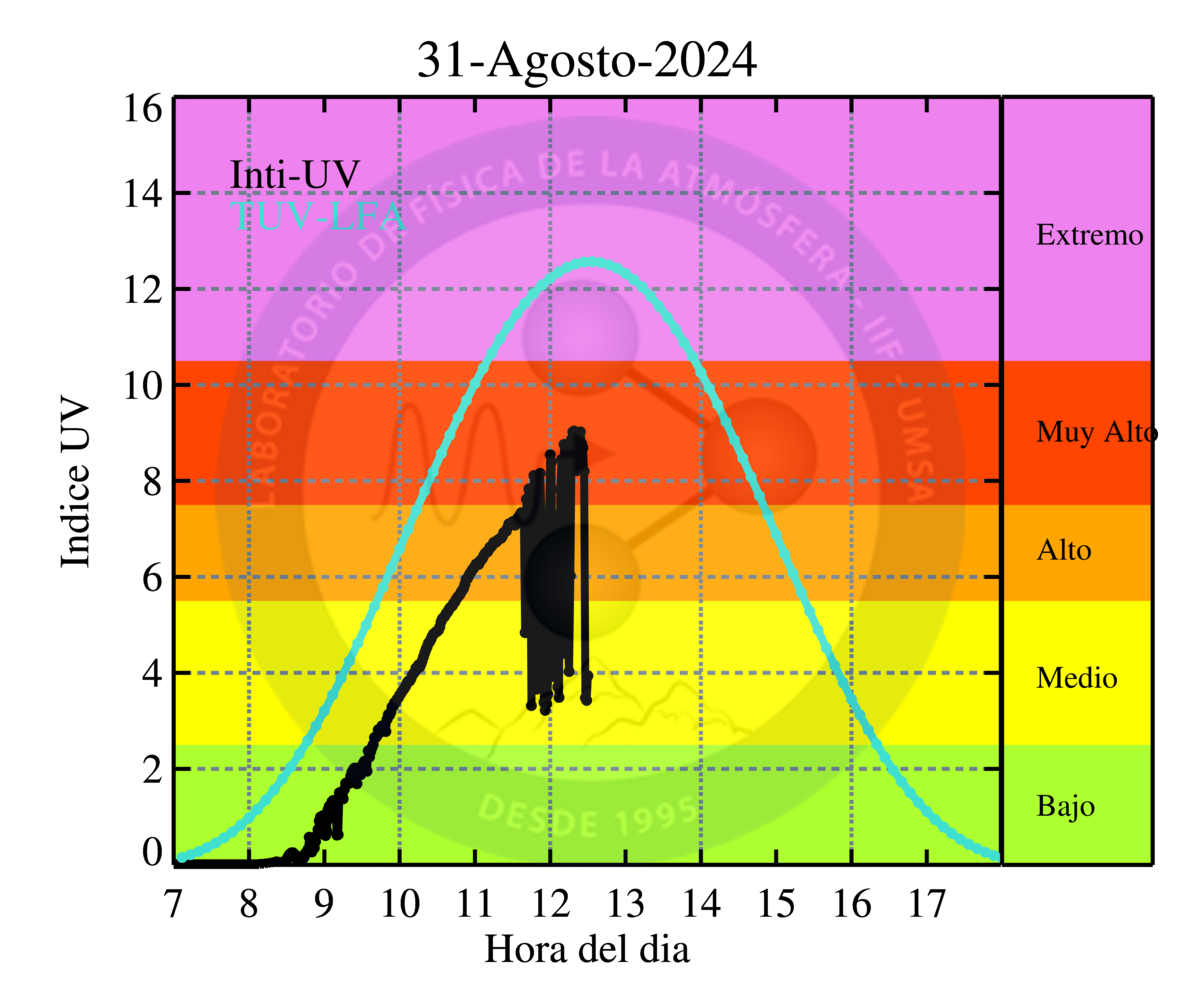 31-Agosto-2024
Indice UV
16
14
12
10
8
6
4
2
0
Inti-UV
TUV-LFA
LABORATORIO DE FÍSICA DE LA ATMÓSFERA - IIF - UMSA
DESDE 1995
Extremo
Muy Alto
Alto
Medio
Bajo
7 8 9 10 11 12 13 14 15 16 17
Hora del dia